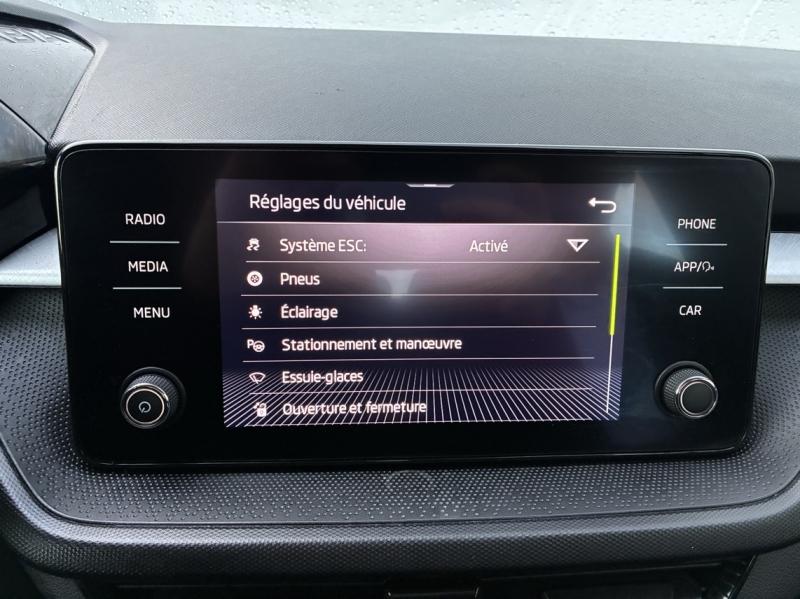 Réglages du véhicule
RADIO
MEDIA
MENU
Système ESC: Activé
Pneus
Éclairage
Stationnement et manœuvre
Essuie-glaces
Ouverture et fermeture
PHONE
APP/
CAR